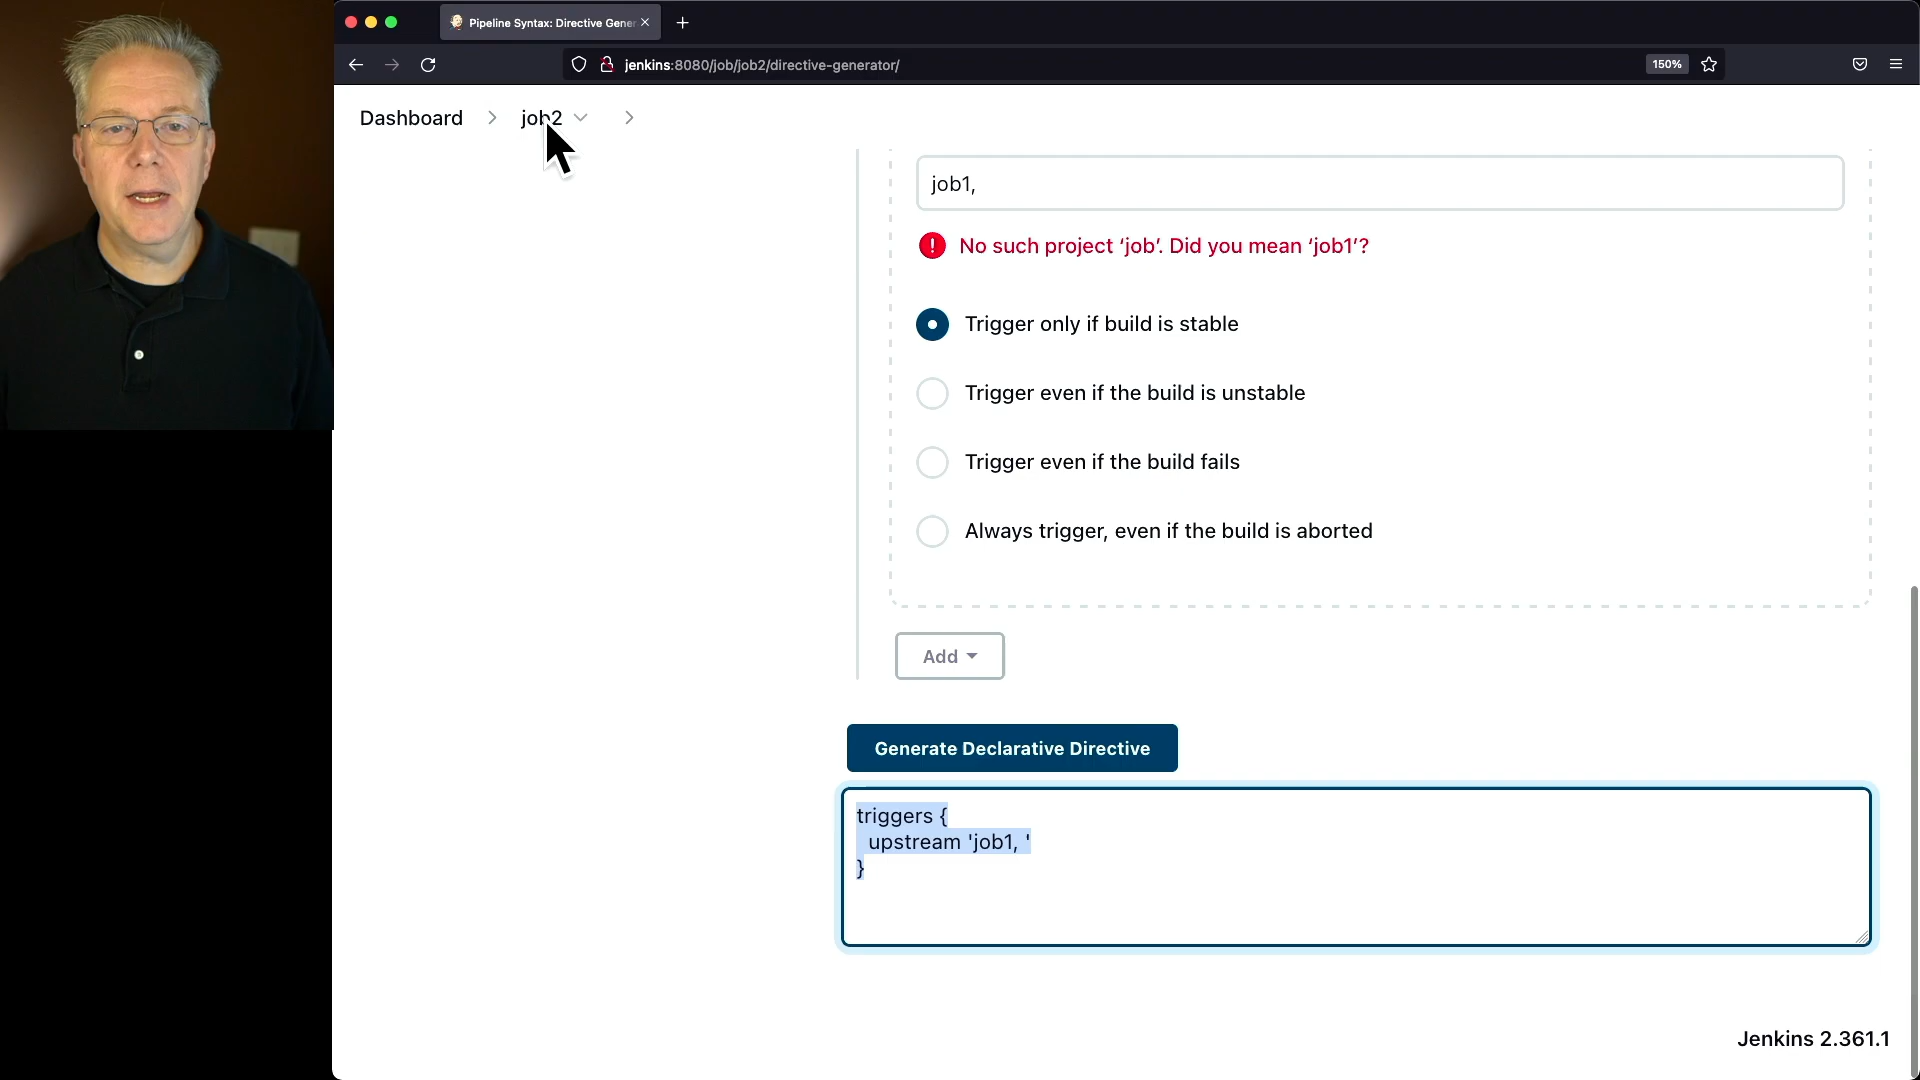 Pipeline Syntax: Directive Gener
jenkins:8080/job/job2/directive-generator/
150%
Dashboard
job2
job1,
No such project ‘job’. Did you mean ‘job1’?
Trigger only if build is stable
Trigger even if the build is unstable
Trigger even if the build fails
Always trigger, even if the build is aborted
Add
Generate Declarative Directive
triggers {
upstream 'job1, '
}
Jenkins 2.361.1